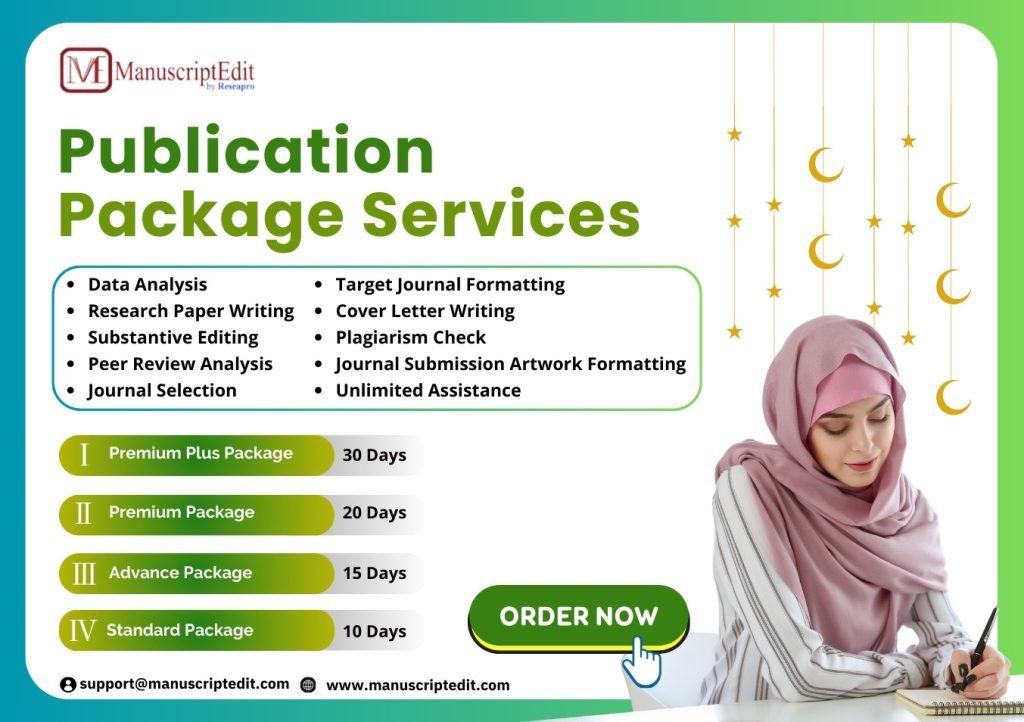 ManuscriptEdit
by Reseapro
Publication
Package Services
• Data Analysis
• Research Paper Writing
• Substantive Editing
• Peer Review Analysis
• Journal Selection
• Target Journal Formatting
• Cover Letter Writing
• Plagiarism Check
• Journal Submission Artwork Formatting
• Unlimited Assistance
I Premium Plus Package 30 Days
II Premium Package 20 Days
III Advance Package 15 Days
IV Standard Package 10 Days
ORDER NOW
support@manuscriptedit.com www.manuscriptedit.com